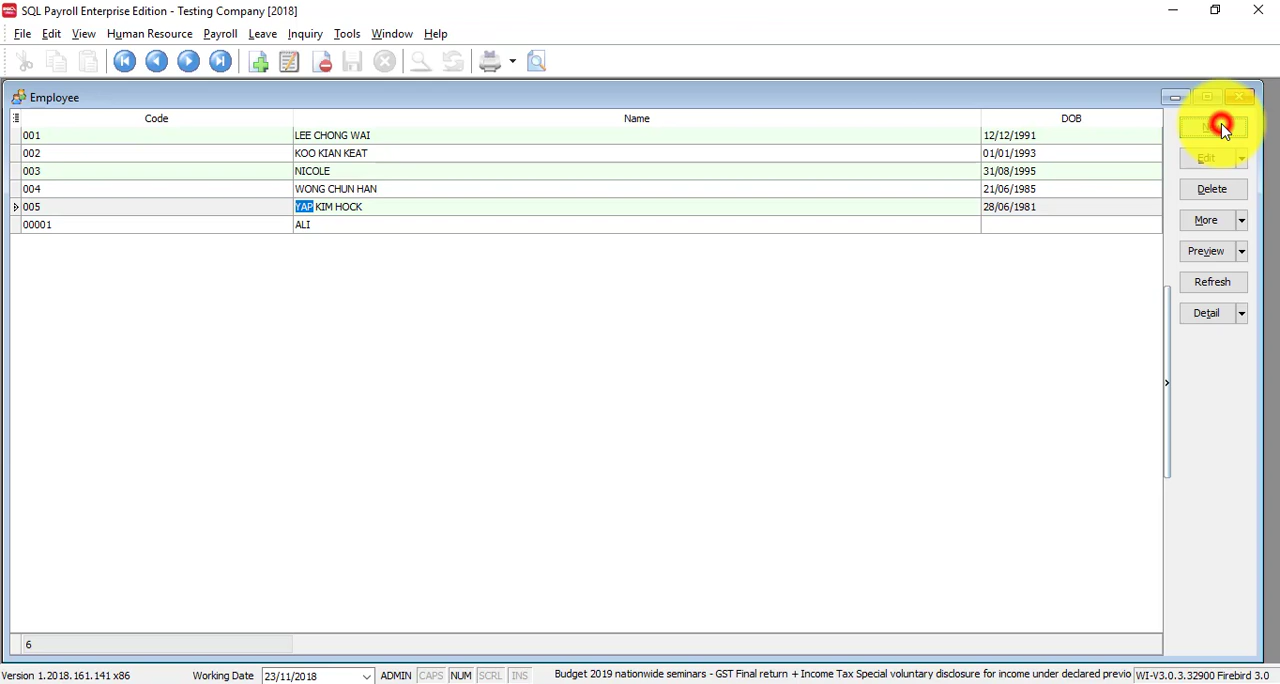 SQL Payroll Enterprise Edition - Testing Company [2018]
File Edit View Human Resource Payroll Leave Inquiry Tools Window Help
Employee
Code Name DOB
001 LEE CHONG WAI 12/12/1991
002 KOO KIAN KEAT 01/01/1993
003 NICOLE 31/08/1995
004 WONG CHUN HAN 21/06/1985
005 YAP KIM HOCK 28/06/1981
00001 ALI
Edit
Delete
More
Preview
Refresh
Detail
6
Version 1.2018.161.141 x86 Working Date 23/11/2018 ADMIN CAPS NUM SCRL INS Budget 2019 nationwide seminars - GST Final return + Income Tax Special voluntary disclosure for income under declared previo WI-V3.0.3.32900 Firebird 3.0